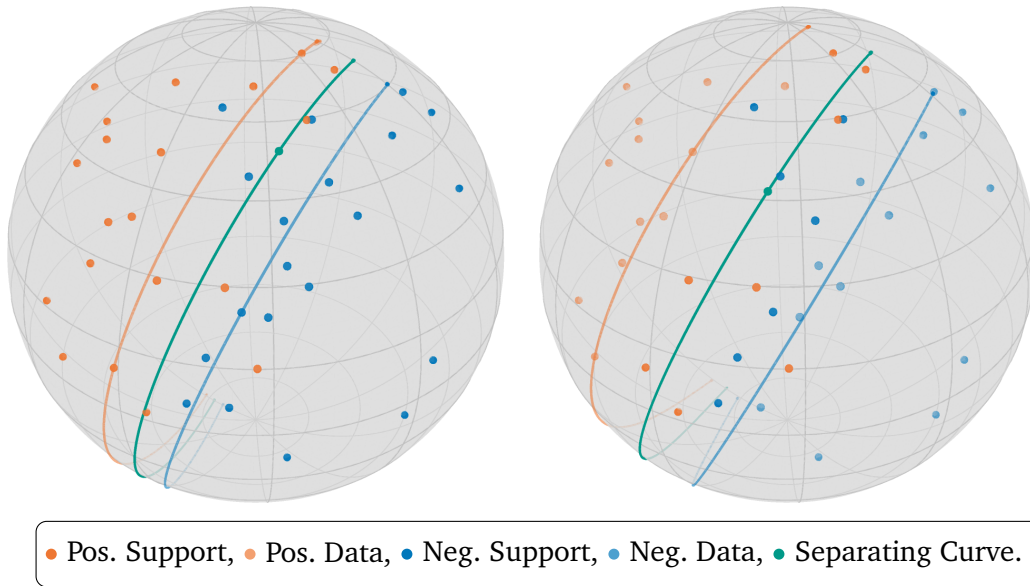 Pos. Support, Pos. Data, Neg. Support, Neg. Data, Separating Curve.